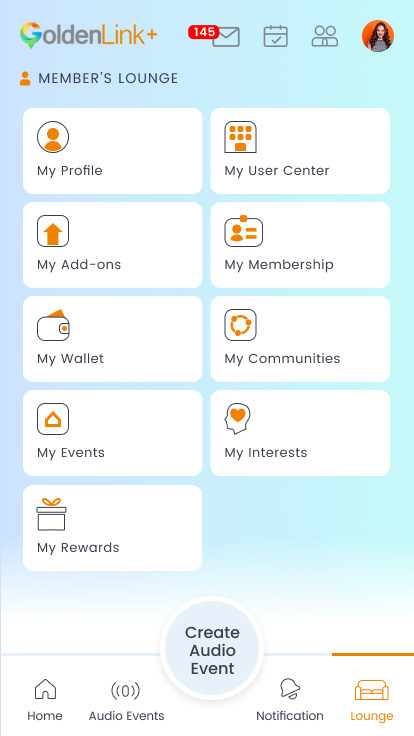 GoldenLink+
145
MEMBER'S LOUNGE
My Profile
My User Center
My Add-ons
My Membership
My Wallet
My Communities
My Events
My Interests
My Rewards
Create
Audio
Event
Home
Audio Events
Notification
Lounge